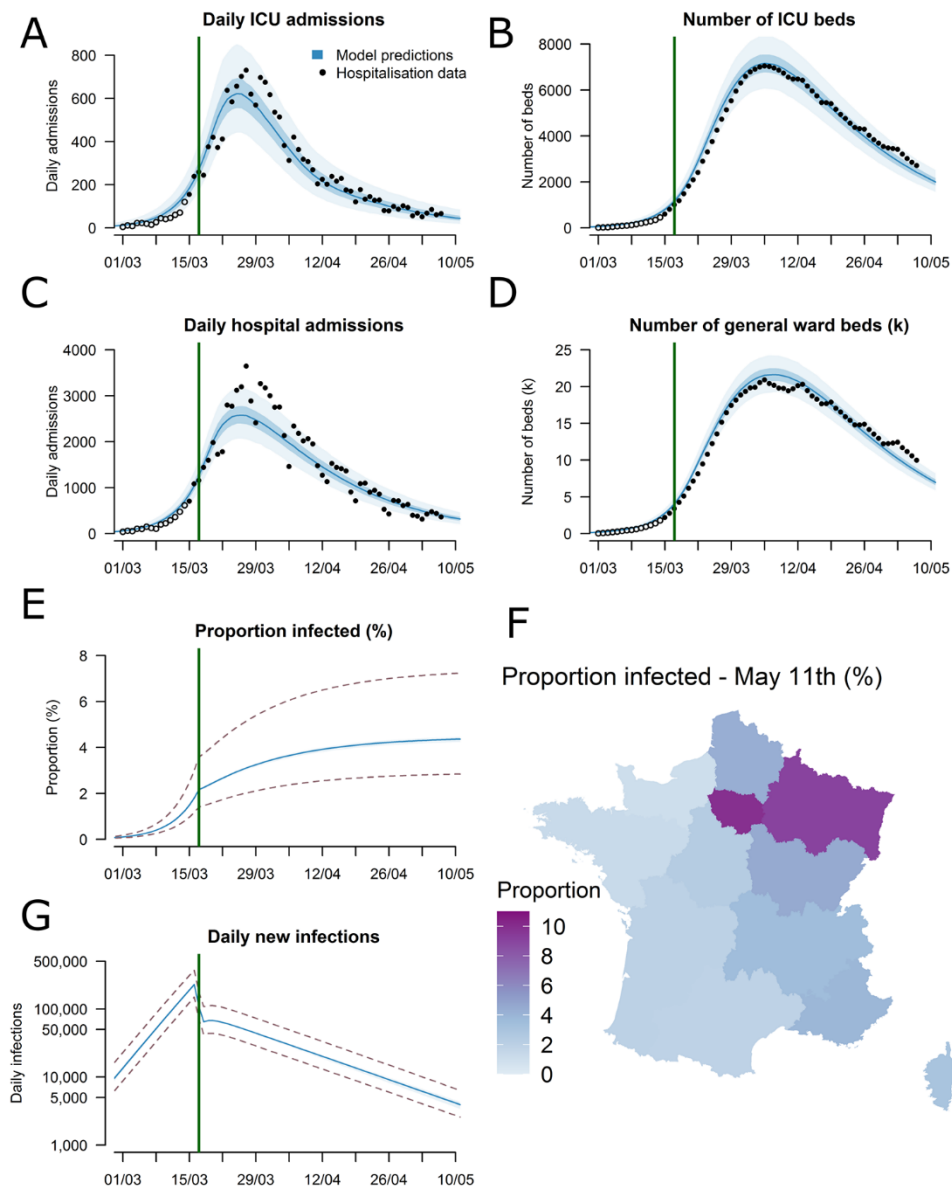 A
Daily ICU admissions
Model predictions
Hospitalisation data
Daily admissions
800
600
400
200
0
01/03 15/03 29/03 12/04 26/04 10/05
B
Number of ICU beds
Number of beds
8000
6000
4000
2000
0
01/03 15/03 29/03 12/04 26/04 10/05
C
Daily hospital admissions
Daily admissions
4000
3000
2000
1000
0
01/03 15/03 29/03 12/04 26/04 10/05
D
Number of general ward beds (k)
Number of beds (k)
25
20
15
10
5
0
01/03 15/03 29/03 12/04 26/04 10/05
E
Proportion infected (%)
Proportion (%)
8
6
4
2
0
01/03 15/03 29/03 12/04 26/04 10/05
F
Proportion infected - May 11th (%)
Proportion
10
8
6
4
2
0
G
Daily new infections
Daily infections
500,000
100,000
50,000
10,000
5,000
1,000
01/03 15/03 29/03 12/04 26/04 10/05